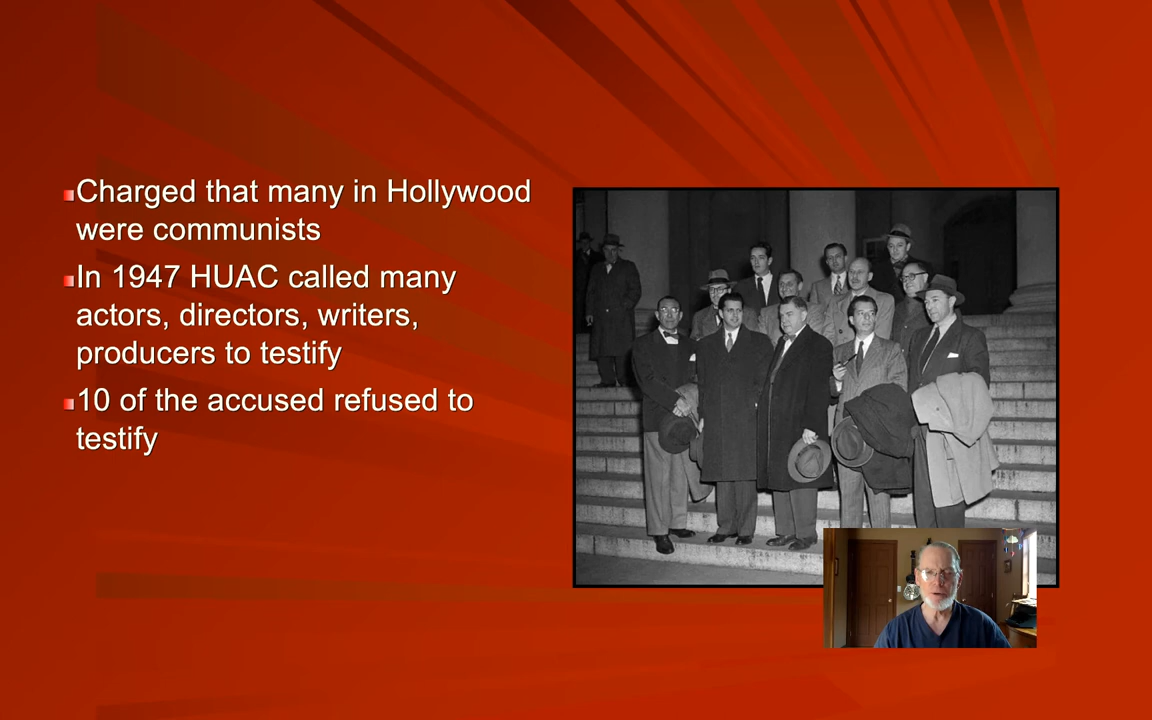 Charged that many in Hollywood
were communists
In 1947 HUAC called many
actors, directors, writers,
producers to testify
10 of the accused refused to
testify